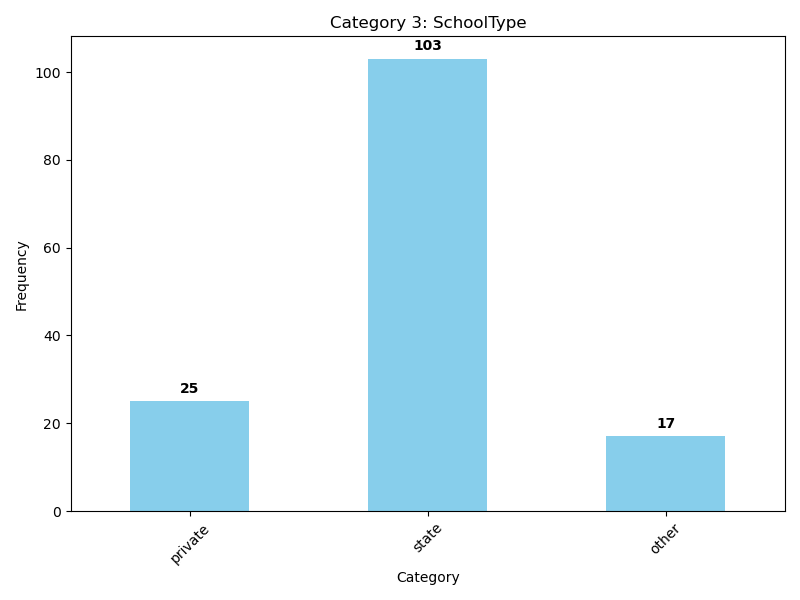 Category 3: SchoolType
103
100
80
60
40
20
0
Frequency
25
17
private
state
other
Category